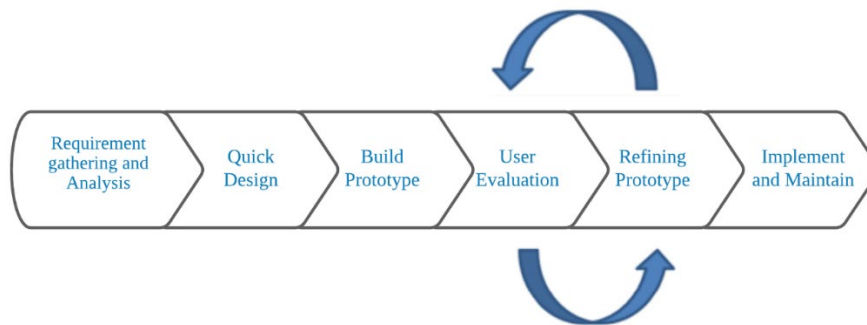 Requirement
gathering and
Analysis
Quick
Design
Build
Prototype
User
Evaluation
Refining
Prototype
Implement
and Maintain